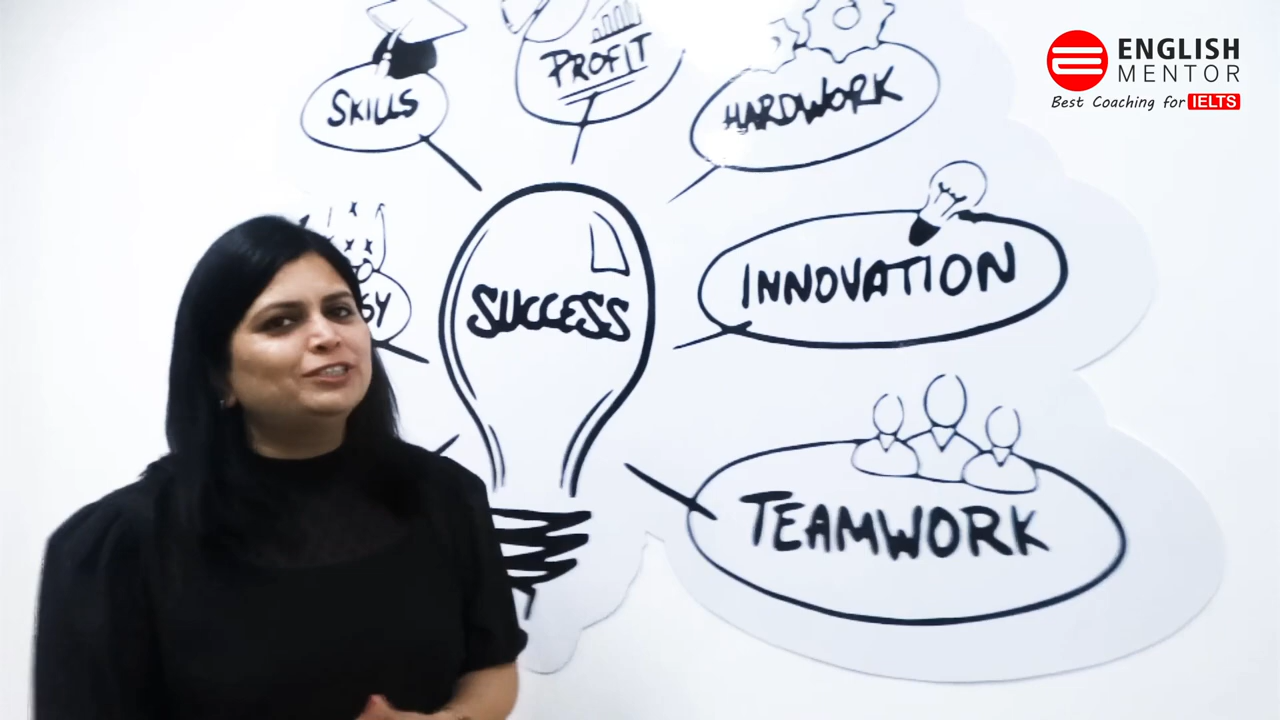 ENGLISH
MENTOR
Best Coaching for IELTS
SKILLS
PROFIT
HARDWORK
SUCCESS
INNOVATION
TEAMWORK